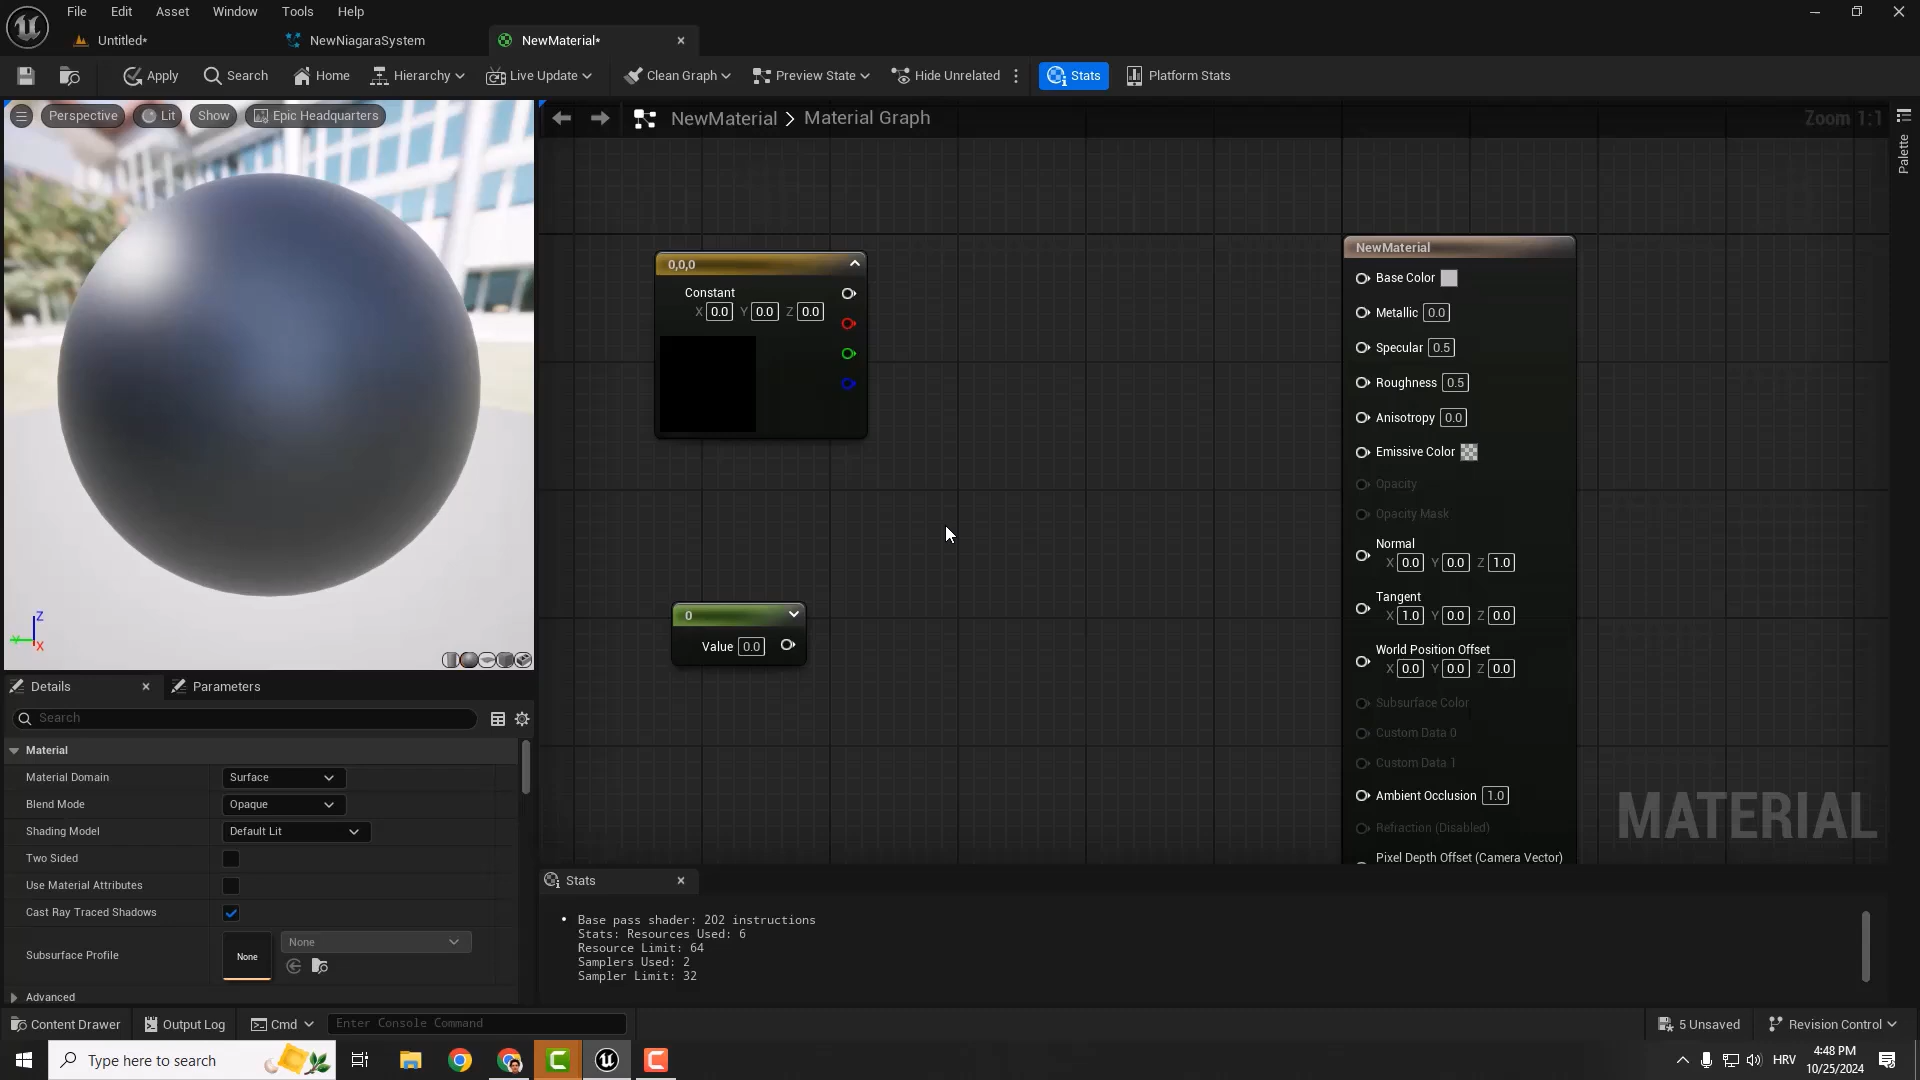 File Edit Asset Window Tools Help
Untitled* NewNiagaraSystem NewMaterial*
Apply Search Home Hierarchy Live Update Clean Graph Preview State Hide Unrelated Stats Platform Stats
Perspective Lit Show Epic Headquarters
NewMaterial > Material Graph
Zoom 1:1
Palette
0,0,0
Constant
X 0.0 Y 0.0 Z 0.0
0
Value 0.0
NewMaterial
Base Color
Metallic 0.0
Specular 0.5
Roughness 0.5
Anisotropy 0.0
Emissive Color
Opacity
Opacity Mask
Normal
X 0.0 Y 0.0 Z 1.0
Tangent
X 1.0 Y 0.0 Z 0.0
World Position Offset
X 0.0 Y 0.0 Z 0.0
Subsurface Color
Custom Data 0
Custom Data 1
Ambient Occlusion 1.0
Refraction (Disabled)
Pixel Depth Offset (Camera Vector)
MATERIAL
Z
Y
X
Details Parameters
Search
Material
Material Domain Surface
Blend Mode Opaque
Shading Model Default Lit
Two Sided
Use Material Attributes
Cast Ray Traced Shadows
Subsurface Profile None None
Advanced
Stats
• Base pass shader: 202 instructions
Stats: Resources Used: 6
Resource Limit: 64
Samplers Used: 2
Sampler Limit: 32
Content Drawer Output Log Cmd Enter Console Command 5 Unsaved Revision Control
Type here to search HRV 4:48 PM
10/25/2024